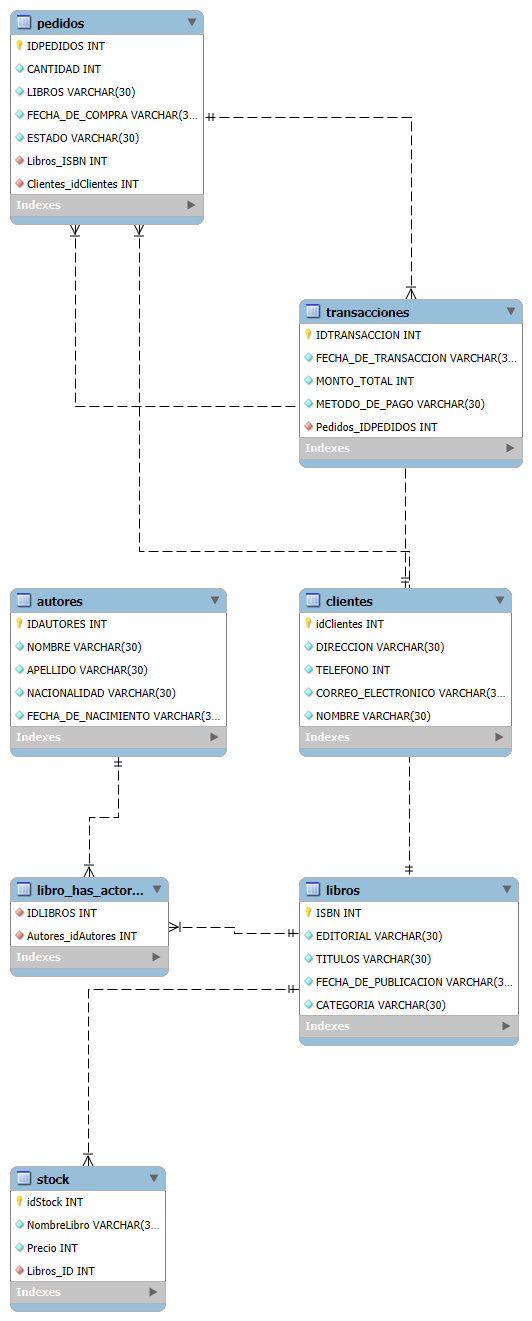 pedidos
IDPEDIDOS INT
CANTIDAD INT
LIBROS VARCHAR(30)
FECHA_DE_COMPRA VARCHAR(3...
ESTADO VARCHAR(30)
Libros_ISBN INT
Clientes_idClientes INT
Indexes
transacciones
IDTRANSACCION INT
FECHA_DE_TRANSACCION VARCHAR(3...
MONTO_TOTAL INT
METODO_DE_PAGO VARCHAR(30)
Pedidos_IDPEDIDOS INT
Indexes
autores
IDAUTORES INT
NOMBRE VARCHAR(30)
APELLIDO VARCHAR(30)
NACIONALIDAD VARCHAR(30)
FECHA_DE_NACIMIENTO VARCHAR(3...
Indexes
clientes
idClientes INT
DIRECCION VARCHAR(30)
TELEFONO INT
CORREO_ELECTRONICO VARCHAR(3...
NOMBRE VARCHAR(30)
Indexes
libro_has_actor...
IDLIBROS INT
Autores_idAutores INT
Indexes
libros
ISBN INT
EDITORIAL VARCHAR(30)
TITULOS VARCHAR(30)
FECHA_DE_PUBLICACION VARCHAR(3...
CATEGORIA VARCHAR(30)
Indexes
stock
idStock INT
NombreLibro VARCHAR(3...
Precio INT
Libros_ID INT
Indexes